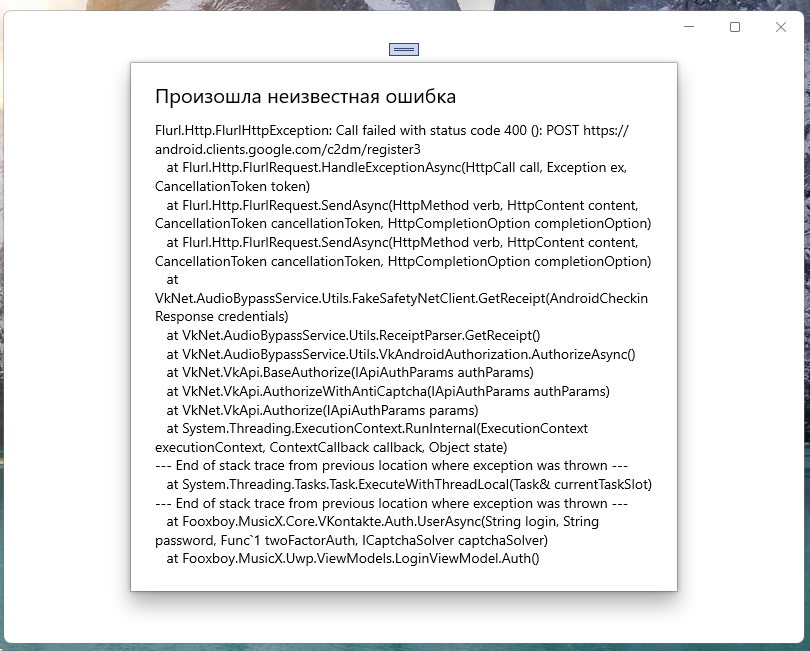 Произошла неизвестная ошибка
Flurl.Http.FlurlHttpException: Call failed with status code 400 (): POST https://
android.clients.google.com/c2dm/register3
at Flurl.Http.FlurlRequest.HandleExceptionAsync(HttpCall call, Exception ex,
CancellationToken token)
at Flurl.Http.FlurlRequest.SendAsync(HttpMethod verb, HttpContent content,
CancellationToken cancellationToken, HttpCompletionOption completionOption)
at Flurl.Http.FlurlRequest.SendAsync(HttpMethod verb, HttpContent content,
CancellationToken cancellationToken, HttpCompletionOption completionOption)
at
VkNet.AudioBypassService.Utils.FakeSafetyNetClient.GetReceipt(AndroidCheckin
Response credentials)
at VkNet.AudioBypassService.Utils.ReceiptParser.GetReceipt()
at VkNet.AudioBypassService.Utils.VkAndroidAuthorization.AuthorizeAsync()
at VkNet.VkApi.BaseAuthorize(IApiAuthParams authParams)
at VkNet.VkApi.AuthorizeWithAntiCaptcha(IApiAuthParams authParams)
at VkNet.VkApi.Authorize(IApiAuthParams params)
at System.Threading.ExecutionContext.RunInternal(ExecutionContext
executionContext, ContextCallback callback, Object state)
--- End of stack trace from previous location where exception was thrown ---
at System.Threading.Tasks.Task.ExecuteWithThreadLocal(Task& currentTaskSlot)
--- End of stack trace from previous location where exception was thrown ---
at Fooxboy.MusicX.Core.VKontakte.Auth.UserAsync(String login, String
password, Func`1 twoFactorAuth, ICaptchaSolver captchaSolver)
at Fooxboy.MusicX.Uwp.ViewModels.LoginViewModel.Auth()